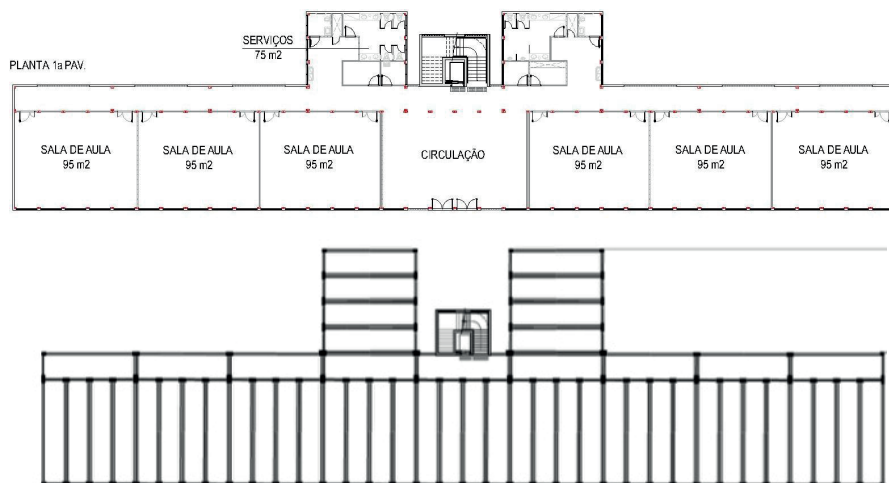 SERVIÇOS
75 m2
PLANTA 1a PAV.
SALA DE AULA
95 m2
SALA DE AULA
95 m2
SALA DE AULA
95 m2
CIRCULAÇÃO
SALA DE AULA
95 m2
SALA DE AULA
95 m2
SALA DE AULA
95 m2